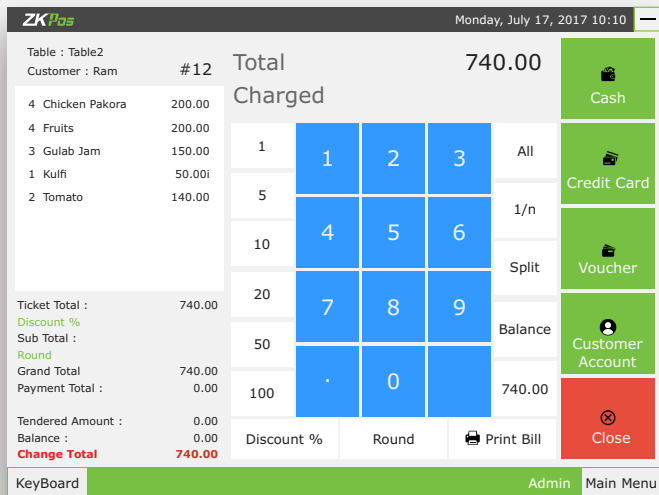 ZKPos Monday, July 17, 2017 10:10
Table : Table2
Customer : Ram #12
4 Chicken Pakora 200.00
4 Fruits 200.00
3 Gulab Jam 150.00
1 Kulfi 50.00i
2 Tomato 140.00
Ticket Total : 740.00
Discount %
Sub Total :
Round
Grand Total 740.00
Payment Total : 0.00
Tendered Amount : 0.00
Balance : 0.00
Change Total 740.00
Total 740.00
Charged
1
5
10
20
50
100
1 2 3
4 5 6
7 8 9
. 0
All
1/n
Split
Balance
740.00
Discount % Round Print Bill
Cash
Credit Card
Voucher
Customer
Account
Close
KeyBoard Admin Main Menu